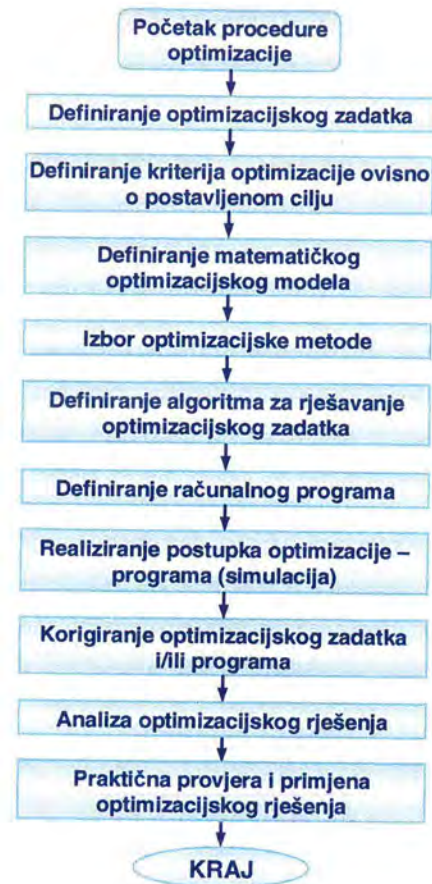 Početak procedure
optimizacije
Definiranje optimizacijskog zadatka
Definiranje kriterija optimizacije ovisno
o postavljenom cilju
Definiranje matematičkog
optimizacijskog modela
Izbor optimizacijske metode
Definiranje algoritma za rješavanje
optimizacijskog zadatka
Definiranje računalnog programa
Realiziranje postupka optimizacije –
programa (simulacija)
Korigiranje optimizacijskog zadatka
i/ili programa
Analiza optimizacijskog rješenja
Praktična provjera i primjena
optimizacijskog rješenja
KRAJ